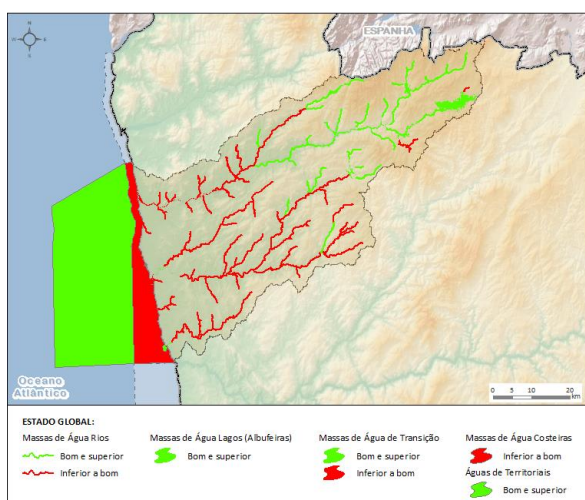 ESPANHA
Oceano
Atlântico
0 5 10 20
km
ESTADO GLOBAL:
Massas de Água Rios
Bom e superior
Inferior a bom
Massas de Água Lagos (Albufeiras)
Bom e superior
Massas de Água de Transição
Bom e superior
Inferior a bom
Massas de Água Costeiras
Inferior a bom
Águas de Territoriais
Bom e superior